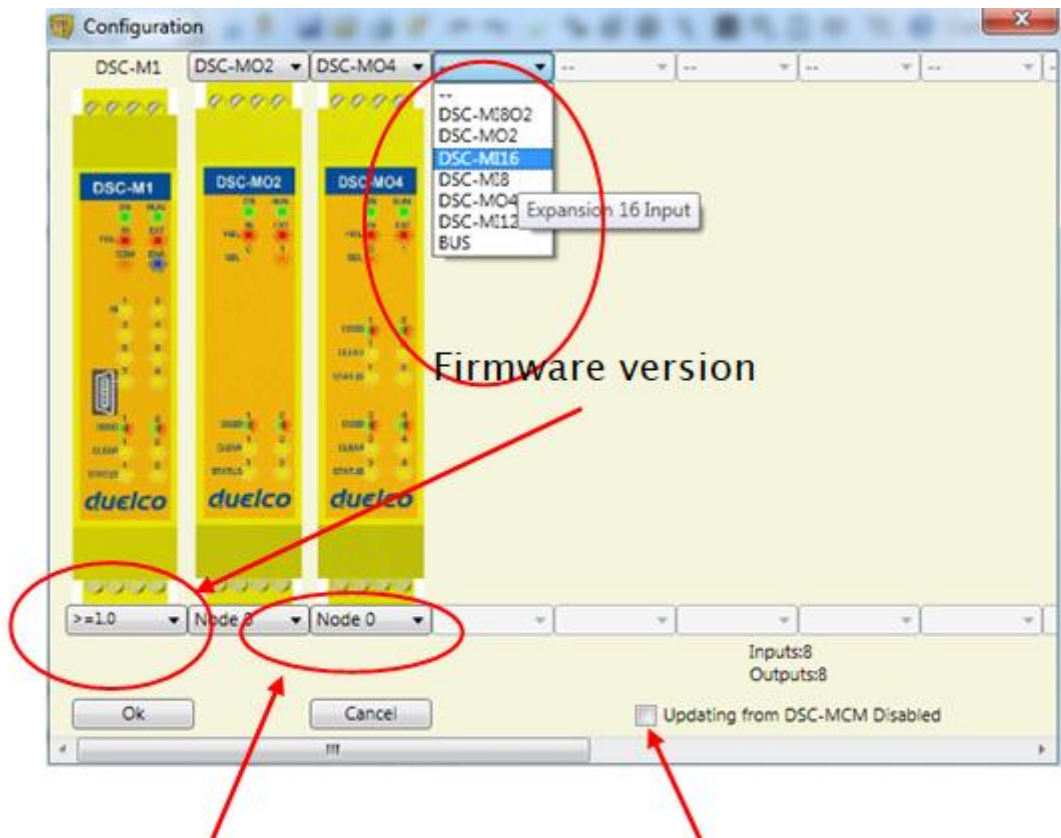 Configuration
DSC-M1 DSC-MO2 DSC-MO4 -- -- -- -- --
--
DSC-MI8O2
DSC-MO2
DSC-MI16
DSC-MI8
DSC-MO4
DSC-MI12
BUS
Expansion 16 Input
DSC-M1 DSC-MO2 DSC-MO4
Firmware version
duelco duelco duelco
>=1.0 Node 0 Node 0
Inputs:8
Outputs:8
Ok Cancel Updating from DSC-MCM Disabled